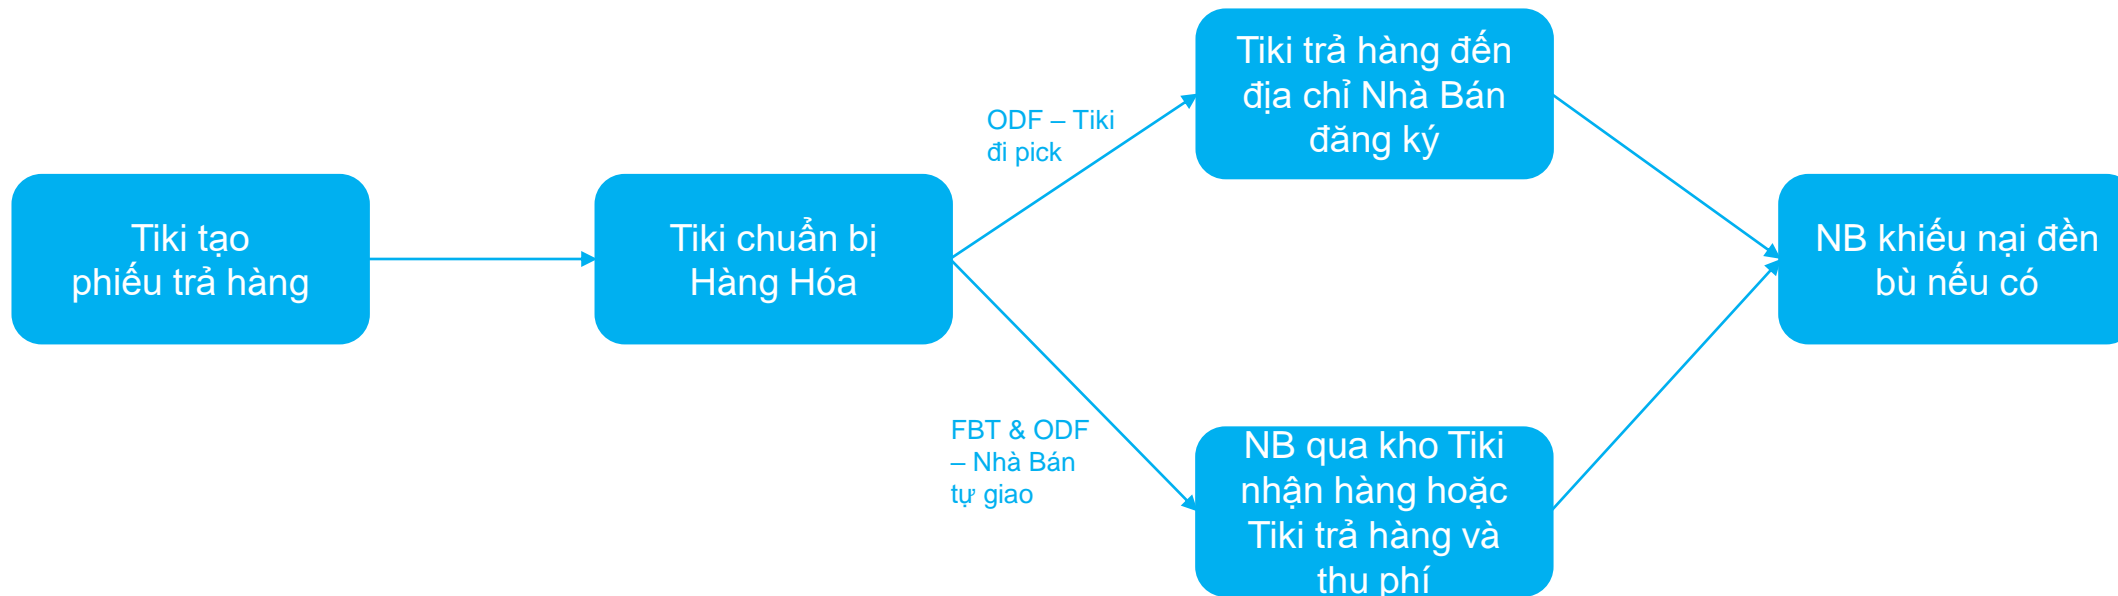 Tiki tạo
phiếu trả hàng
Tiki chuẩn bị
Hàng Hóa
ODF – Tiki
đi pick
Tiki trả hàng đến
địa chỉ Nhà Bán
đăng ký
FBT & ODF
– Nhà Bán
tự giao
NB qua kho Tiki
nhận hàng hoặc
Tiki trả hàng và
thu phí
NB khiếu nại đền
bù nếu có